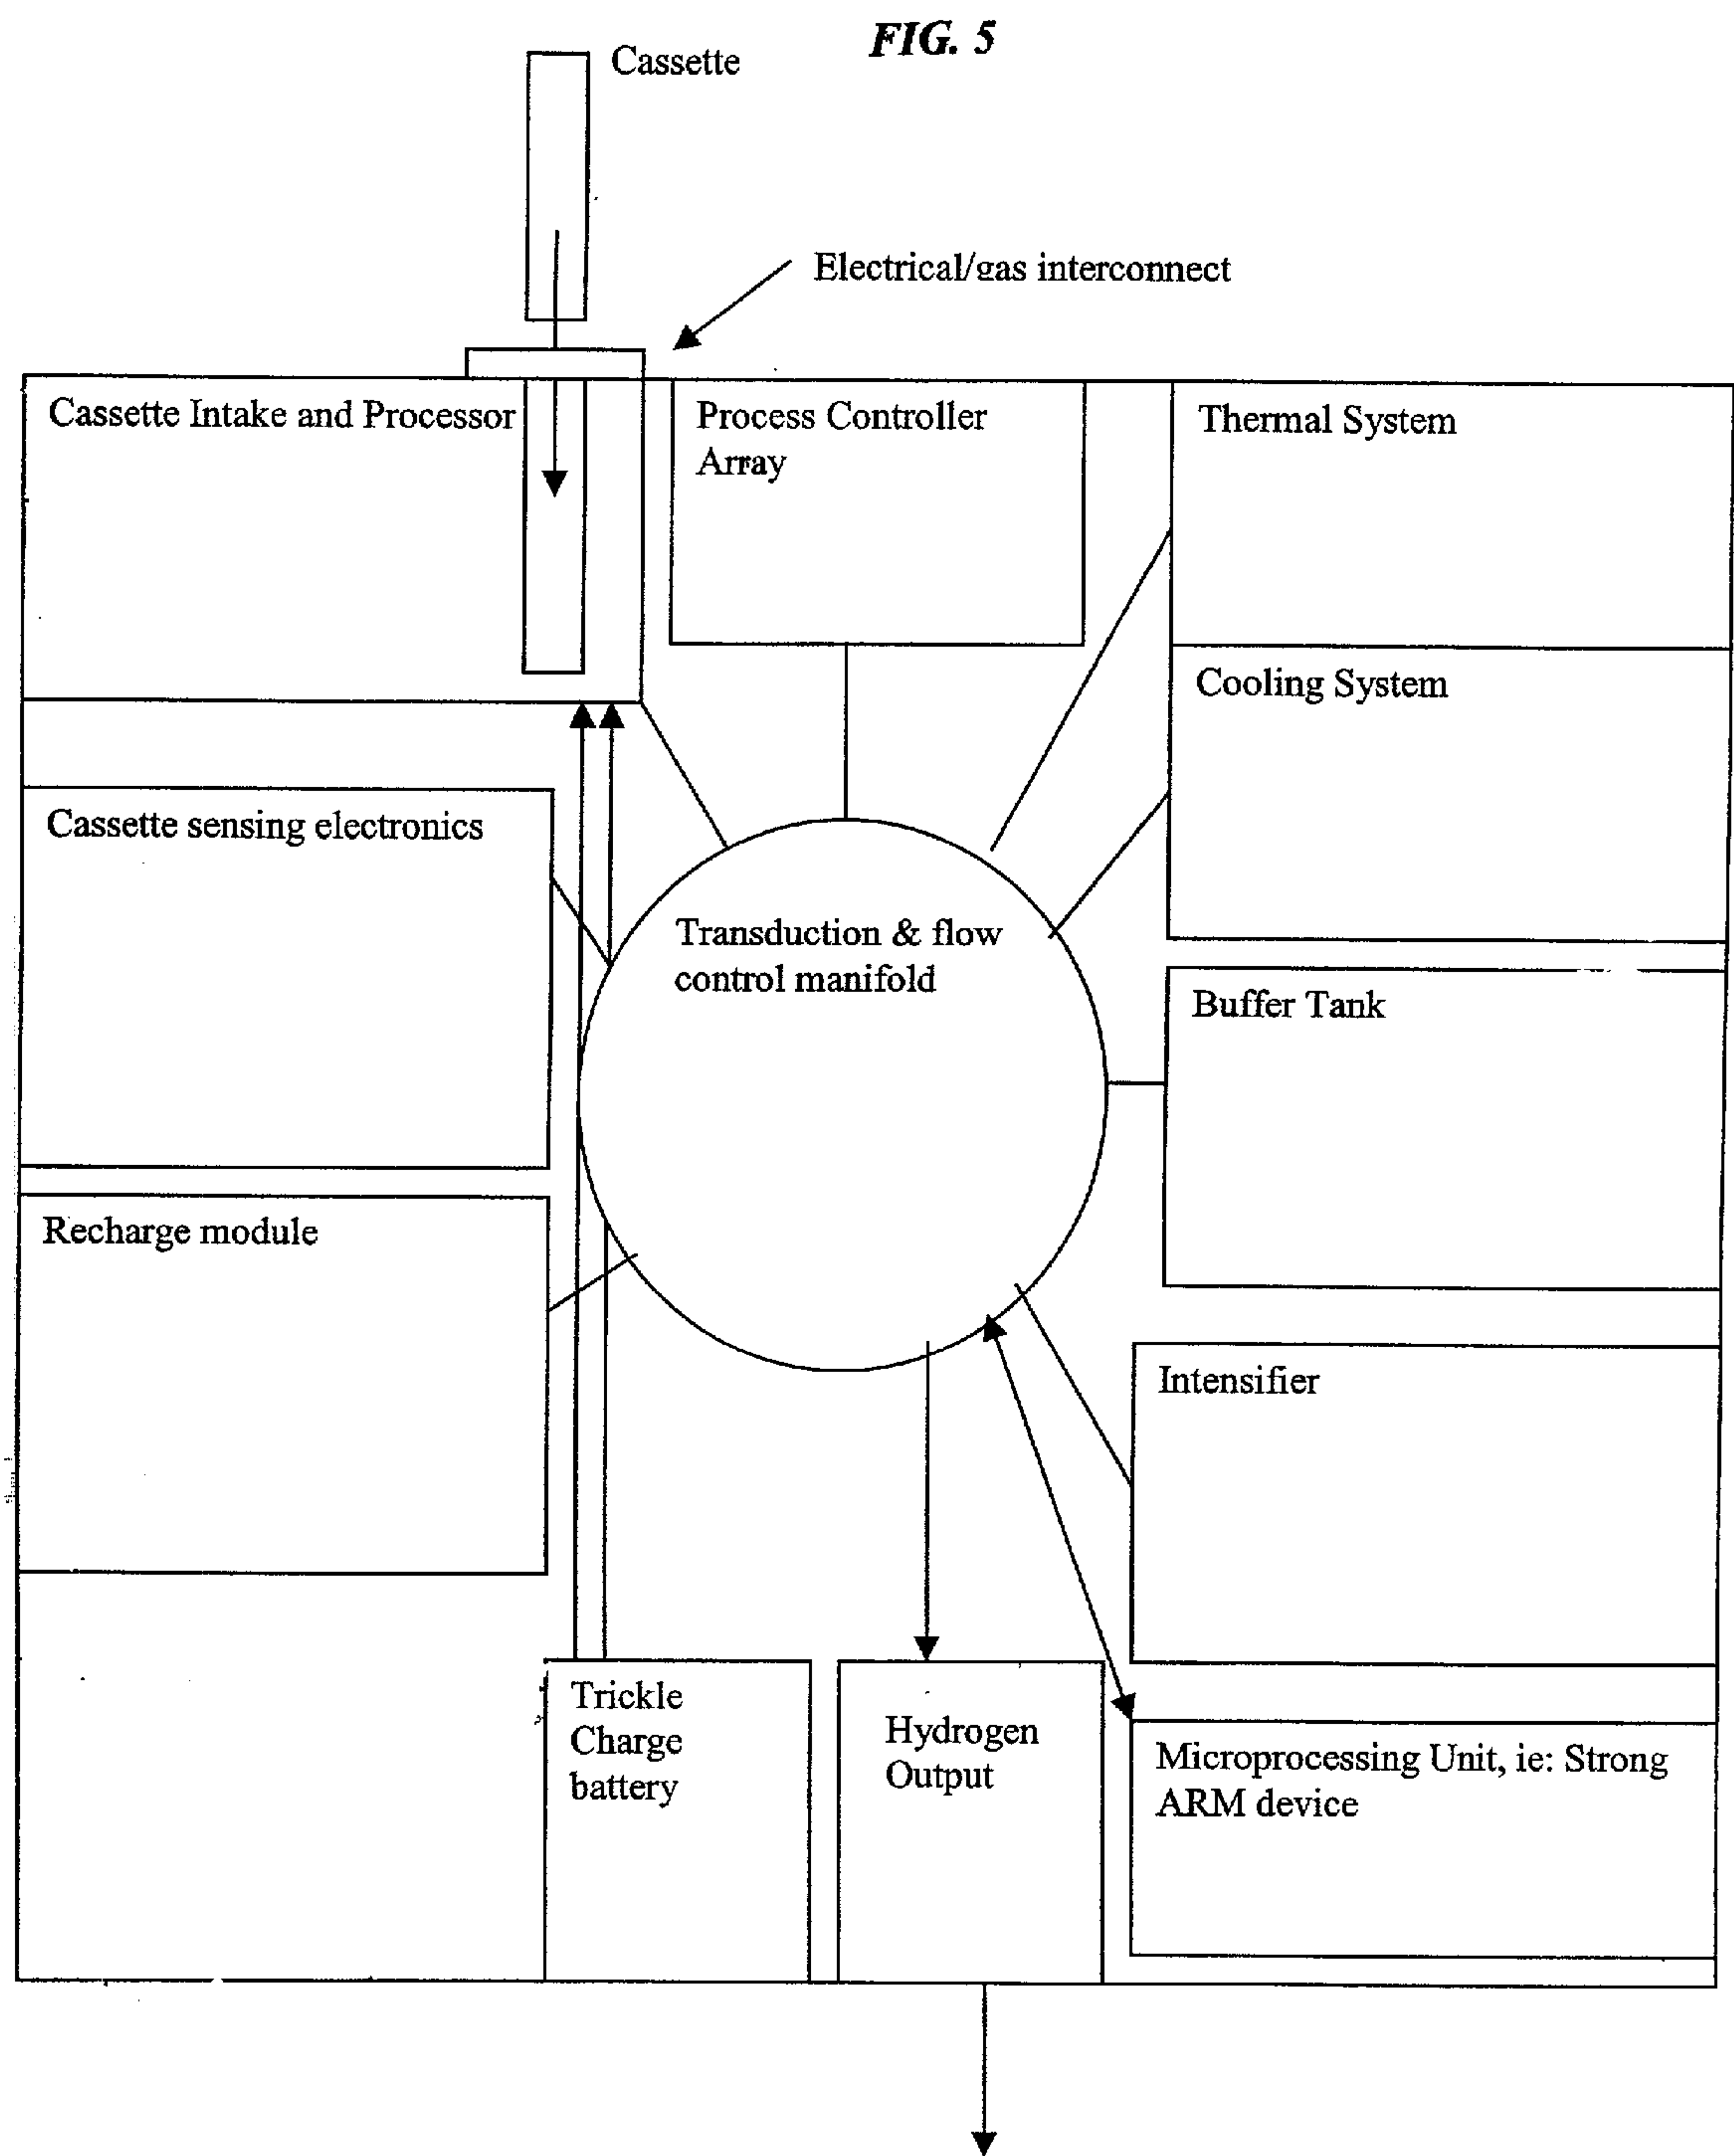 FIG. 5
Cassette
Electrical/gas interconnect
Cassette Intake and Processor
Process Controller
Array
Thermal System
Cooling System
Cassette sensing electronics
Transduction & flow
control manifold
Buffer Tank
Recharge module
Intensifier
Trickle
Charge
battery
Hydrogen
Output
Microprocessing Unit, ie: Strong
ARM device